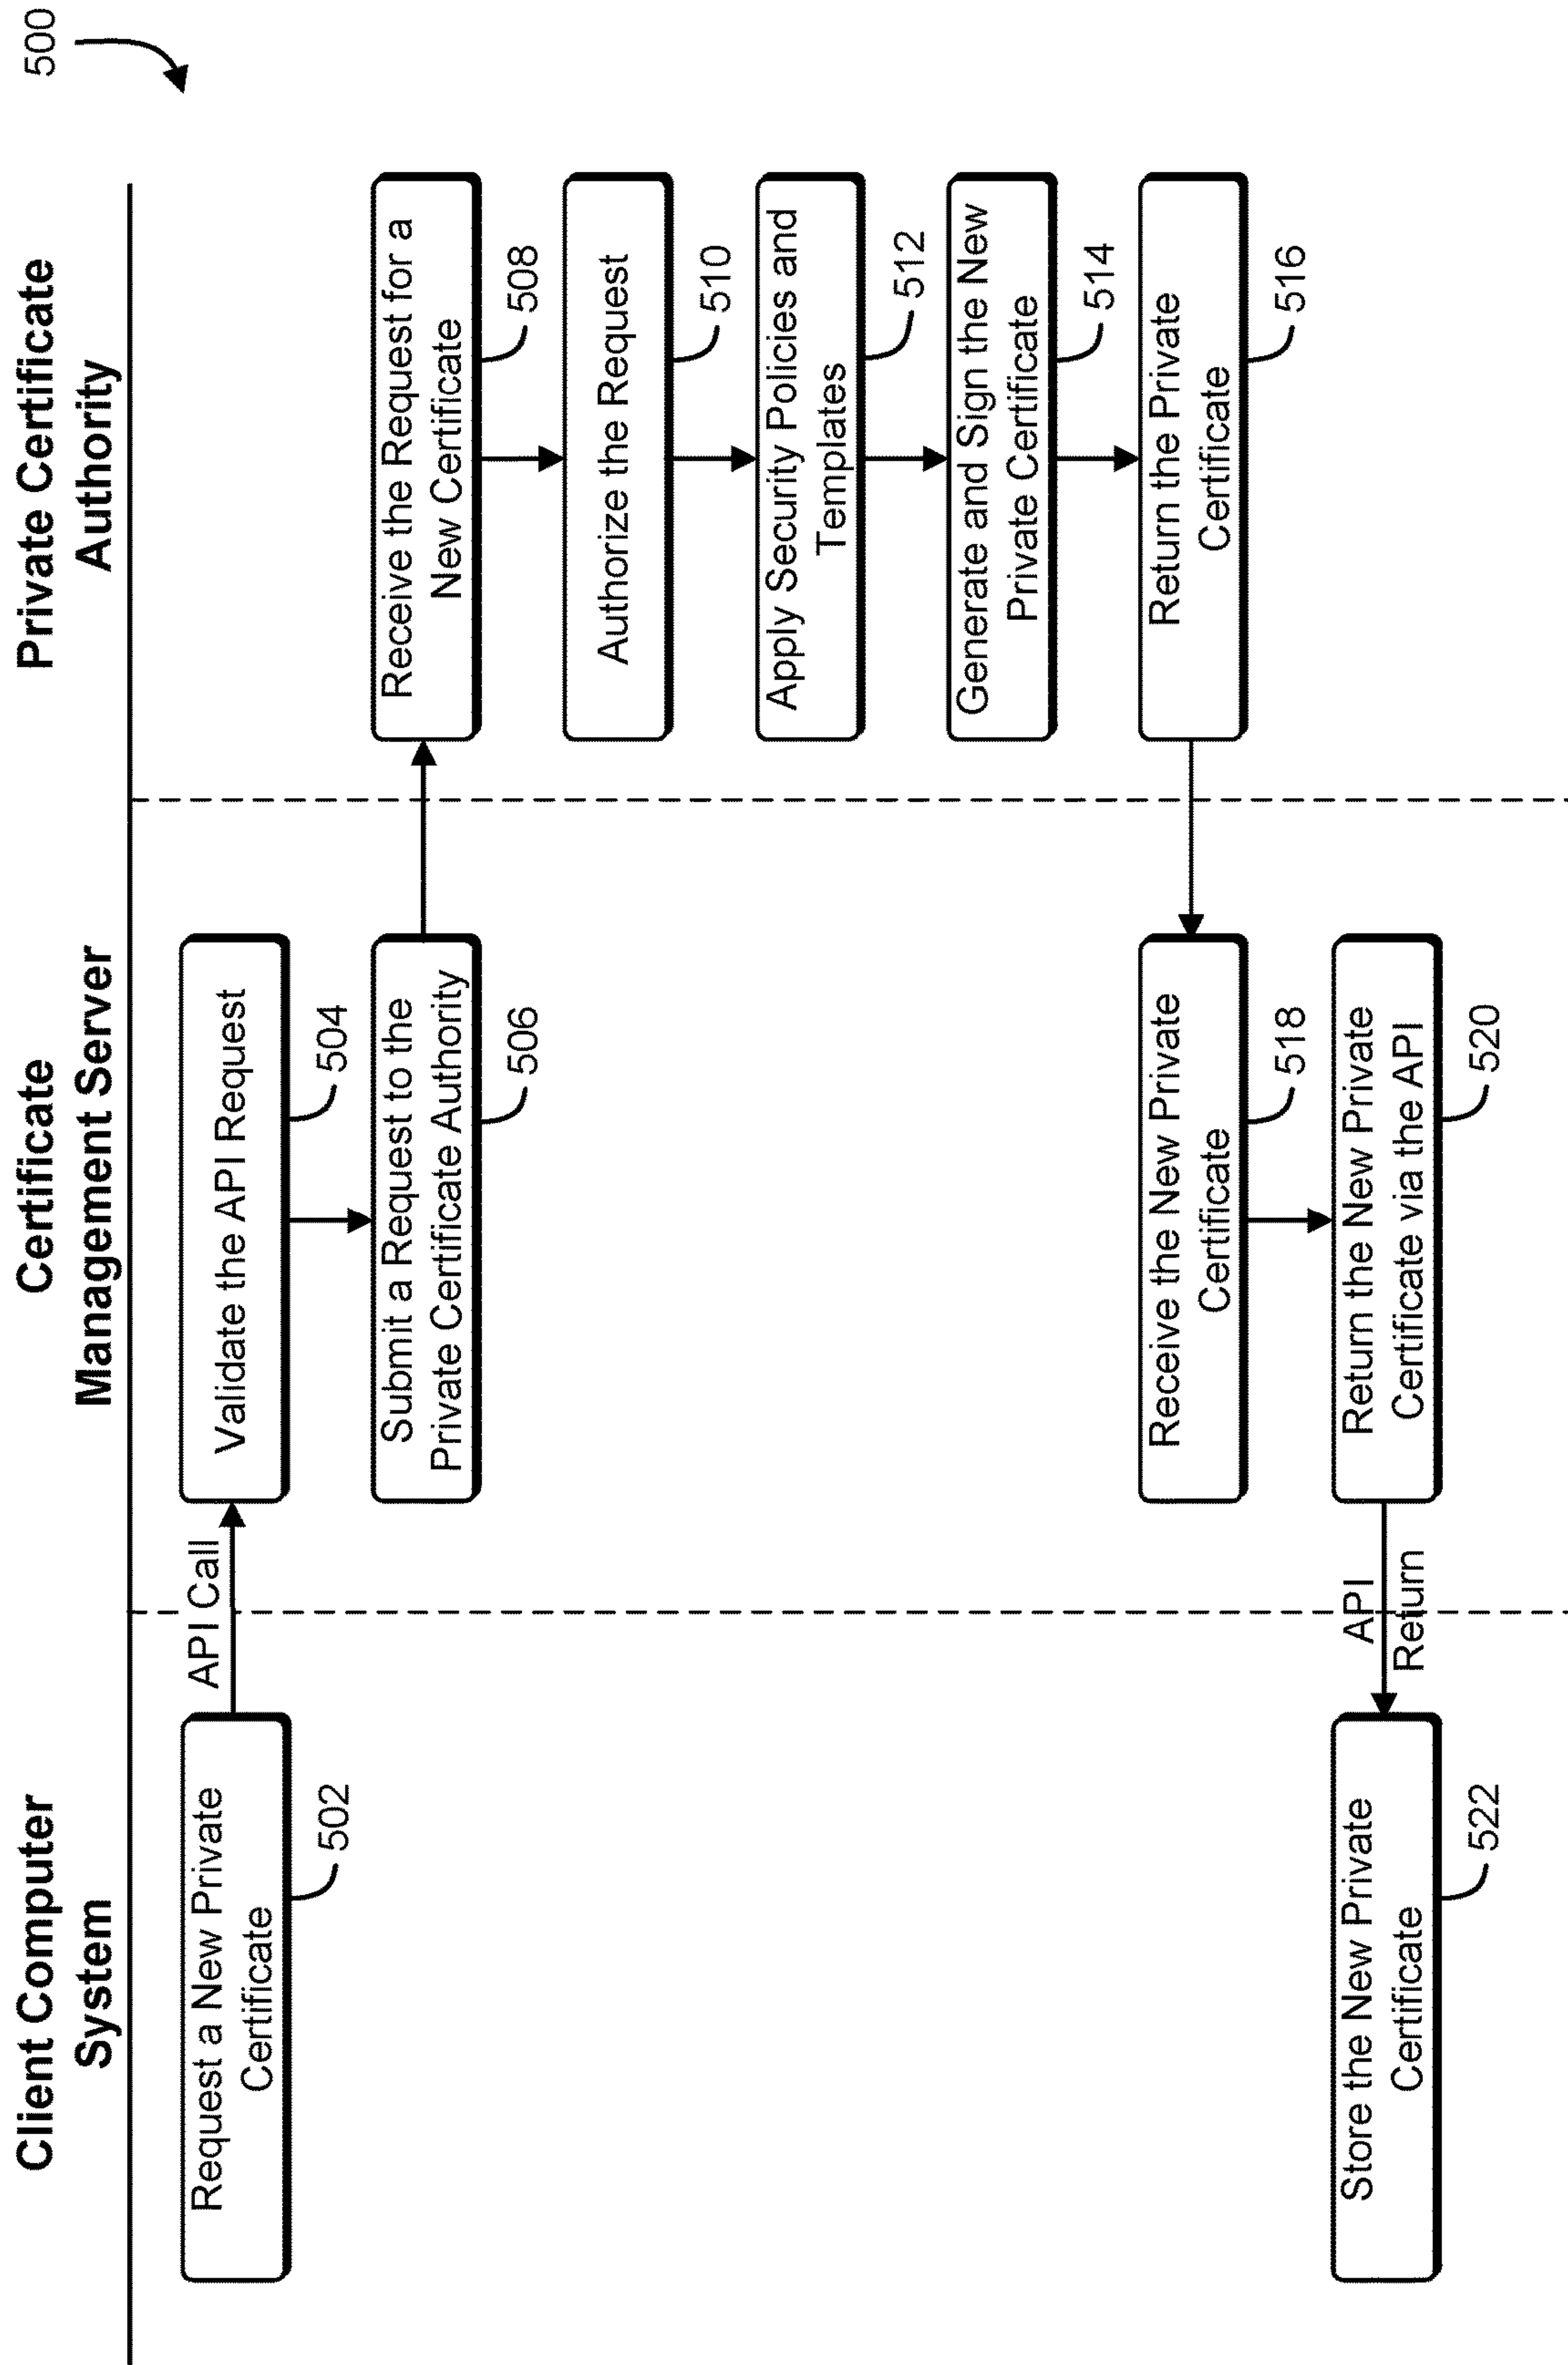 500
Client Computer
System
Certificate
Management Server
Private Certificate
Authority
Request a New Private
Certificate
502
API Call
Validate the API Request
504
Submit a Request to the
Private Certificate Authority
506
Receive the Request for a
New Certificate
508
Authorize the Request
510
Apply Security Policies and
Templates
512
Generate and Sign the New
Private Certificate
514
Return the Private
Certificate
516
Receive the New Private
Certificate
518
Return the New Private
Certificate via the API
520
API
Return
Store the New Private
Certificate
522